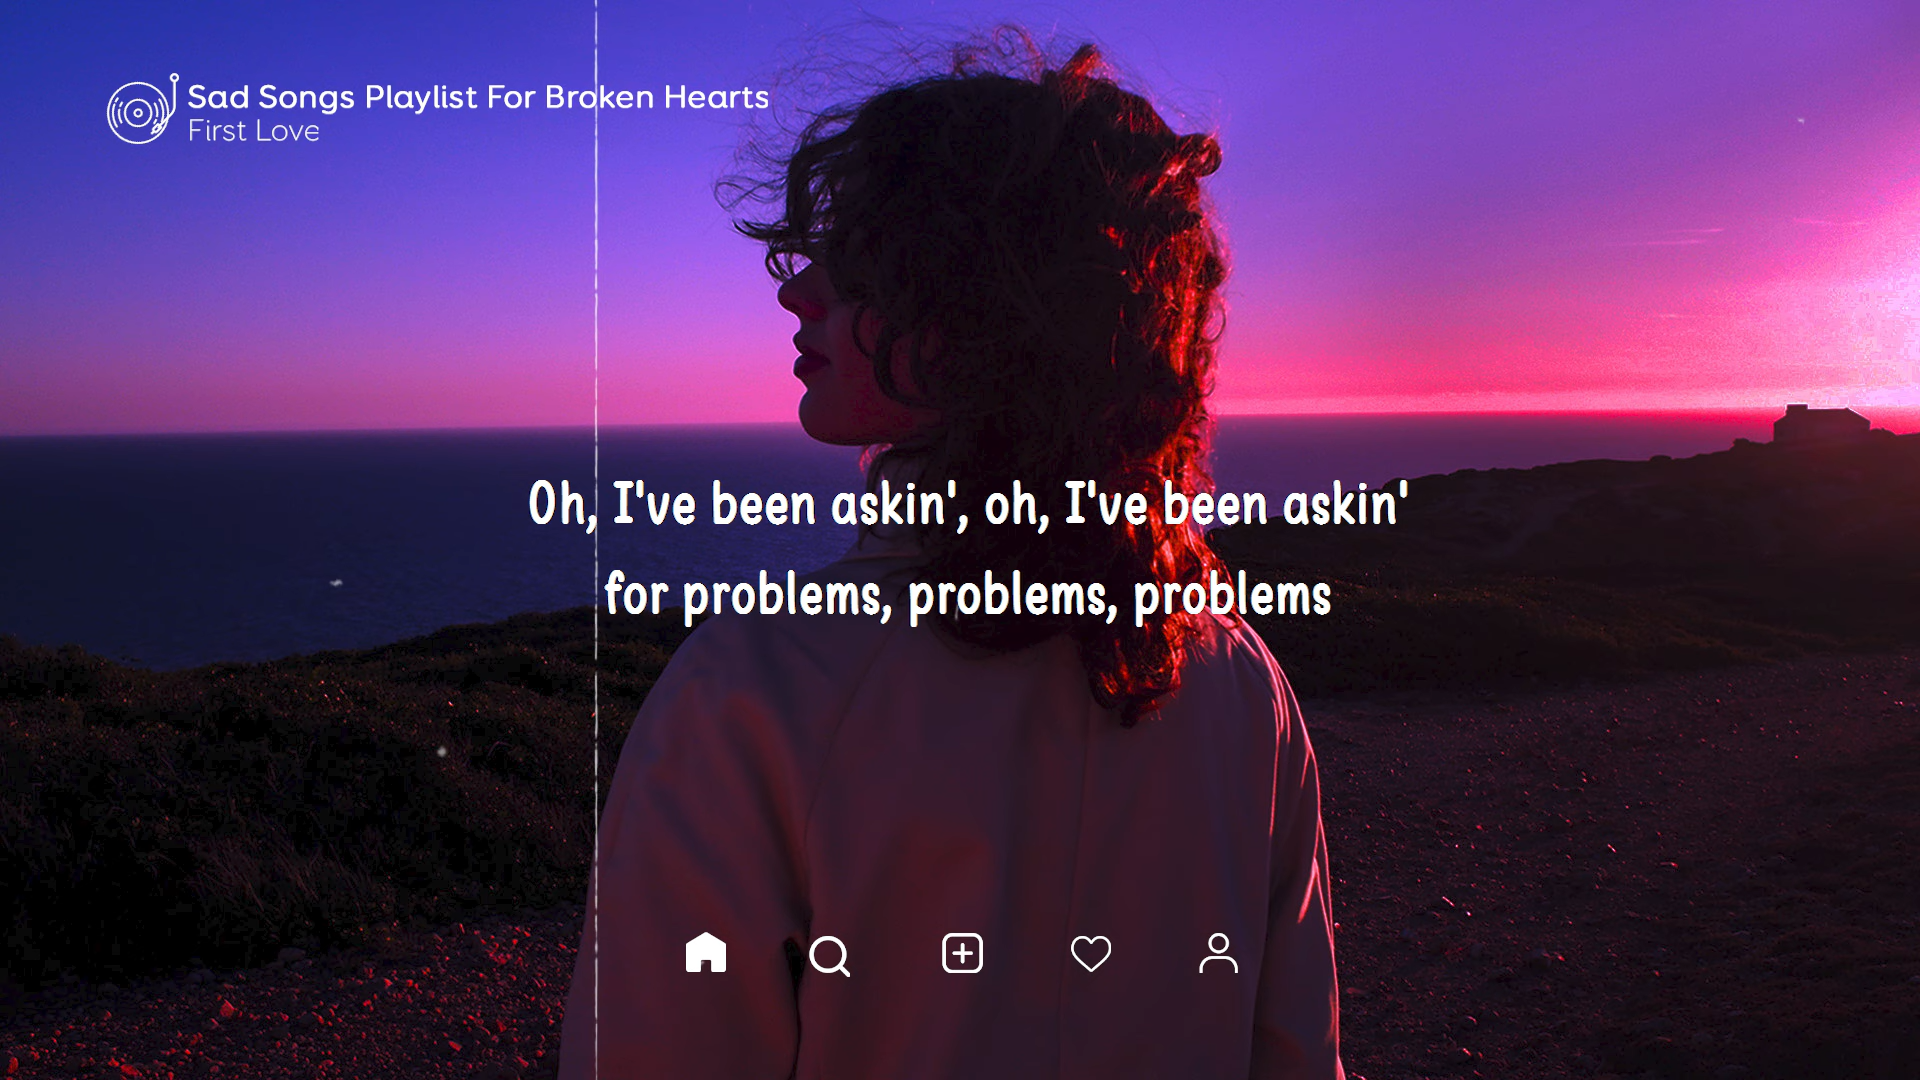 Sad Songs Playlist For Broken Hearts
First Love
Oh, I've been askin', oh, I've been askin'
for problems, problems, problems